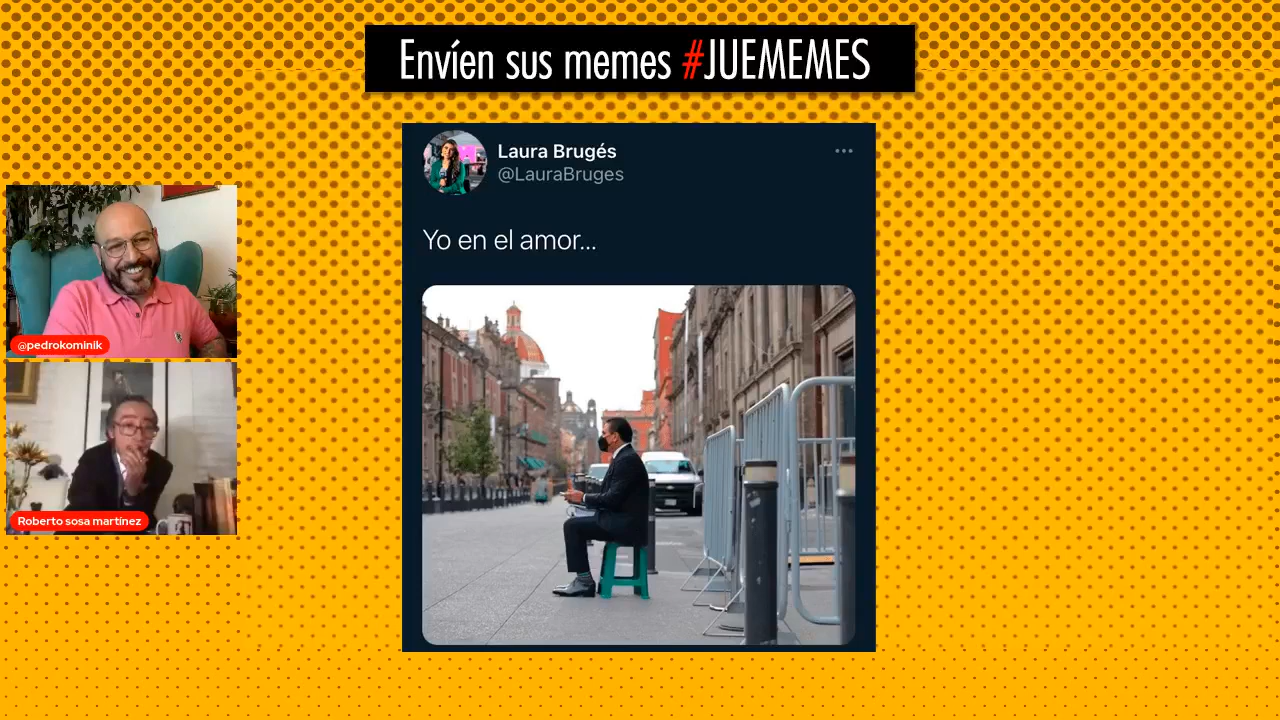 Envíen sus memes #JUEMEMES
Laura Brugés
@LauraBruges
Yo en el amor...
@pedrokominik
Roberto sosa martínez